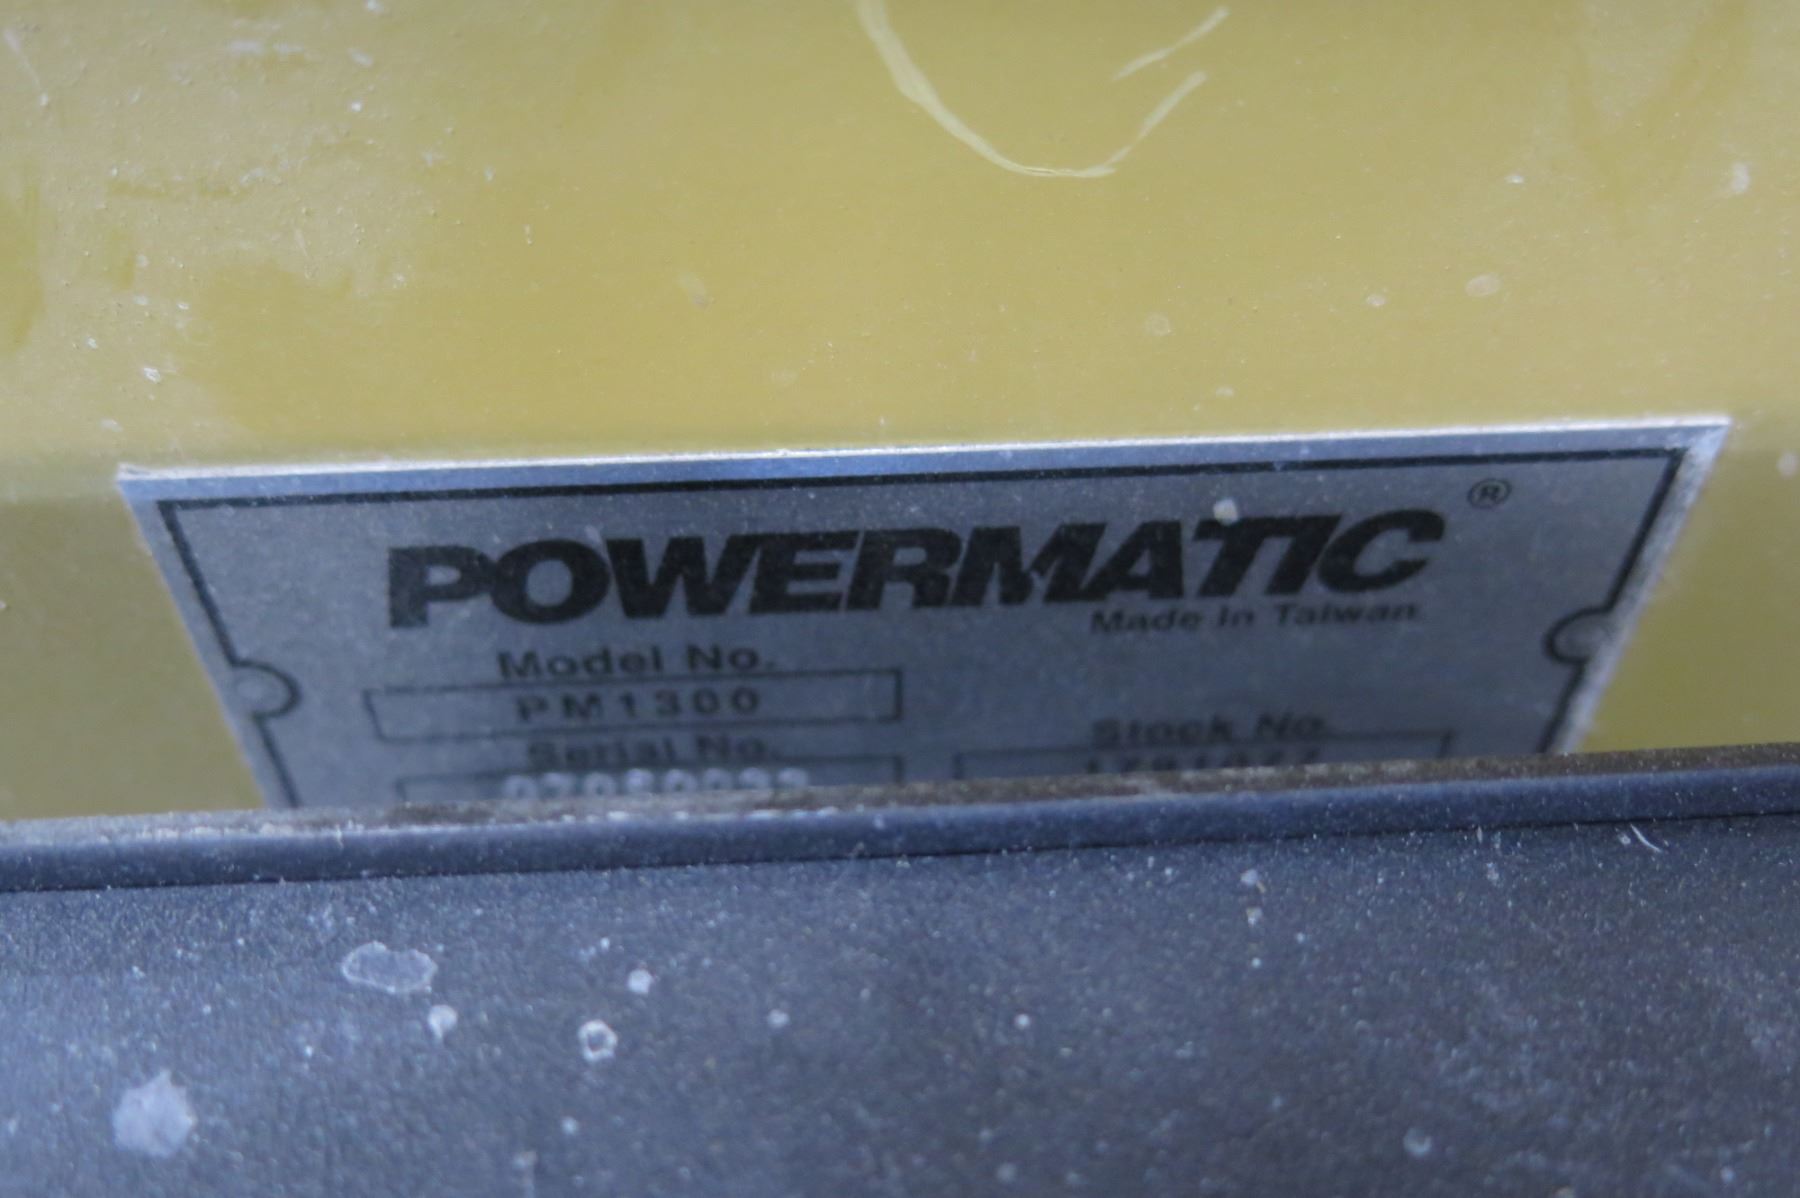 POWERMATIC ®
Made in Taiwan
Model No.
PM1300
Serial No.
Stock No.